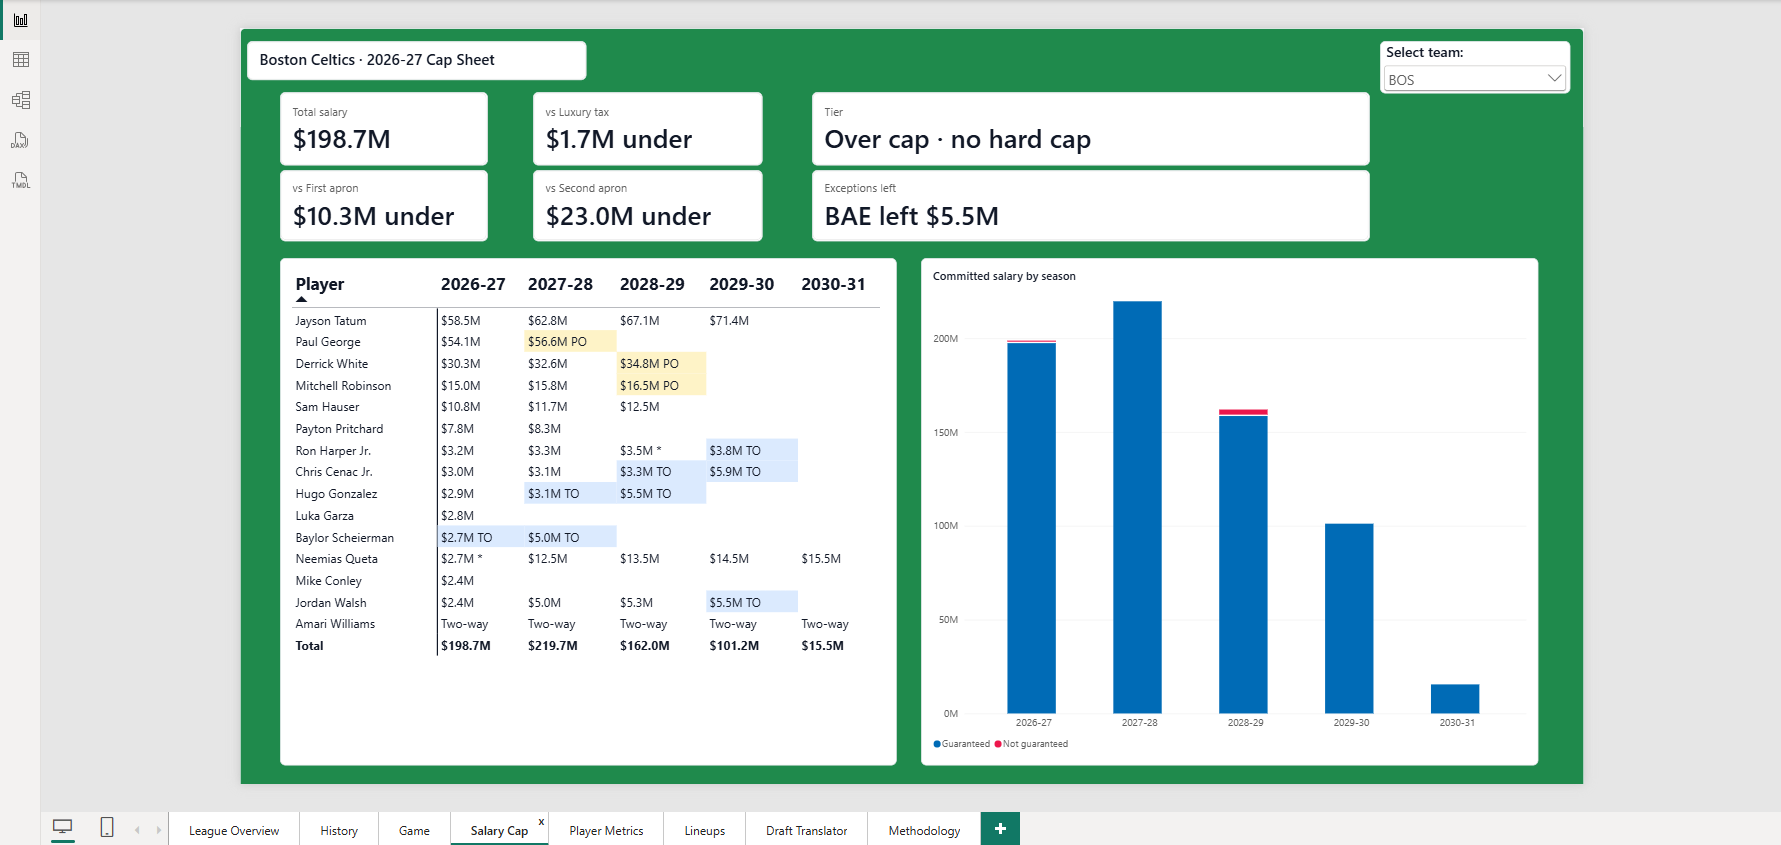 Boston Celtics · 2026-27 Cap Sheet
Select team:
BOS
Total salary
$198.7M
vs Luxury tax
$1.7M under
Tier
Over cap · no hard cap
vs First apron
$10.3M under
vs Second apron
$23.0M under
Exceptions left
BAE left $5.5M
Player 2026-27 2027-28 2028-29 2029-30 2030-31
Jayson Tatum $58.5M $62.8M $67.1M $71.4M
Paul George $54.1M $56.6M PO
Derrick White $30.3M $32.6M $34.8M PO
Mitchell Robinson $15.0M $15.8M $16.5M PO
Sam Hauser $10.8M $11.7M $12.5M
Payton Pritchard $7.8M $8.3M
Ron Harper Jr. $3.2M $3.3M $3.5M * $3.8M TO
Chris Cenac Jr. $3.0M $3.1M $3.3M TO $5.9M TO
Hugo Gonzalez $2.9M $3.1M TO $5.5M TO
Luka Garza $2.8M
Baylor Scheierman $2.7M TO $5.0M TO
Neemias Queta $2.7M * $12.5M $13.5M $14.5M $15.5M
Mike Conley $2.4M
Jordan Walsh $2.4M $5.0M $5.3M $5.5M TO
Amari Williams Two-way Two-way Two-way Two-way Two-way
Total $198.7M $219.7M $162.0M $101.2M $15.5M
Committed salary by season
200M
150M
100M
50M
0M
2026-27 2027-28 2028-29 2029-30 2030-31
Guaranteed Not guaranteed
DAX
TMDL
League Overview History Game Salary Cap x Player Metrics Lineups Draft Translator Methodology +